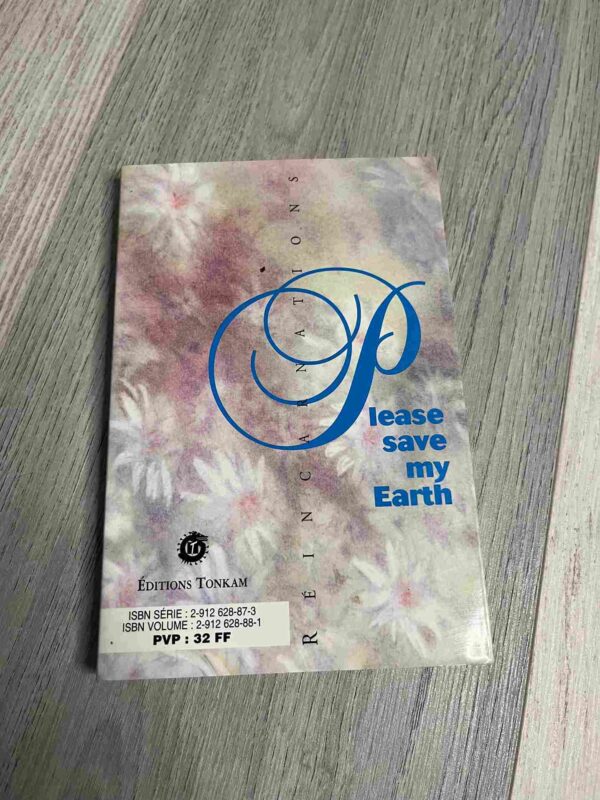 RÉINCARNATIONS
Please
save
my
Earth
ÉDITIONS TONKAM
ISBN SÉRIE : 2-912 628-87-3
ISBN VOLUME : 2-912 628-88-1
PVP : 32 FF